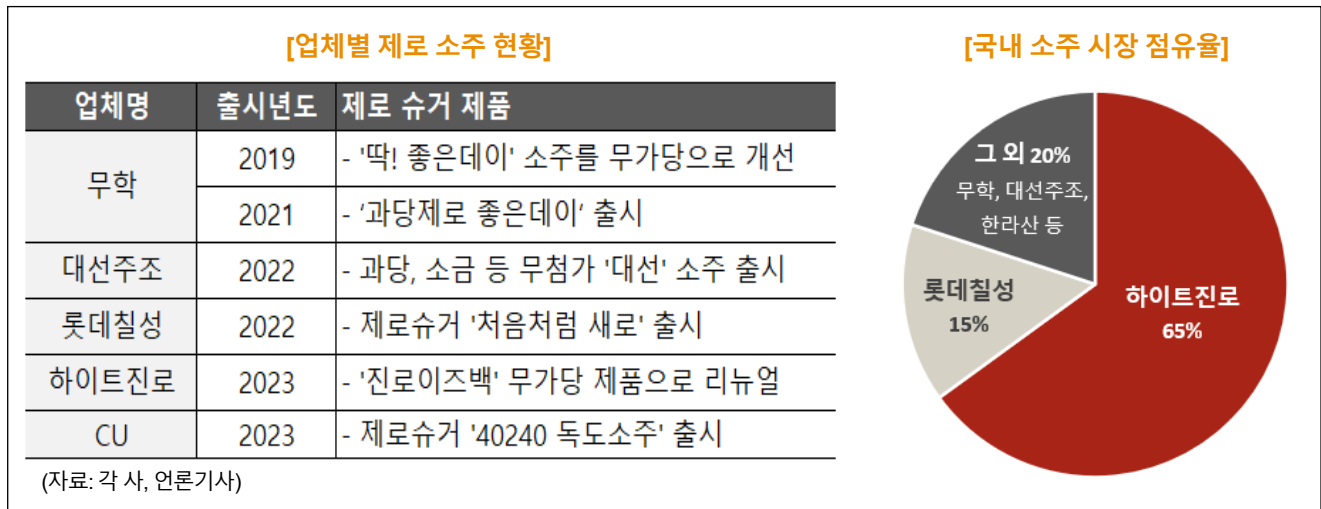 [업체별 제로 소주 현황]
업체명 출시년도 제로 슈거 제품
무학 2019 - '딱! 좋은데이' 소주를 무가당으로 개선
2021 - ‘과당제로 좋은데이’ 출시
대선주조 2022 - 과당, 소금 등 무첨가 '대선' 소주 출시
롯데칠성 2022 - 제로슈거 '처음처럼 새로' 출시
하이트진로 2023 - '진로이즈백' 무가당 제품으로 리뉴얼
CU 2023 - 제로슈거 '40240 독도소주' 출시
(자료: 각 사, 언론기사)
[국내 소주 시장 점유율]
그 외 20%
무학, 대선주조,
한라산 등
롯데칠성
15%
하이트진로
65%